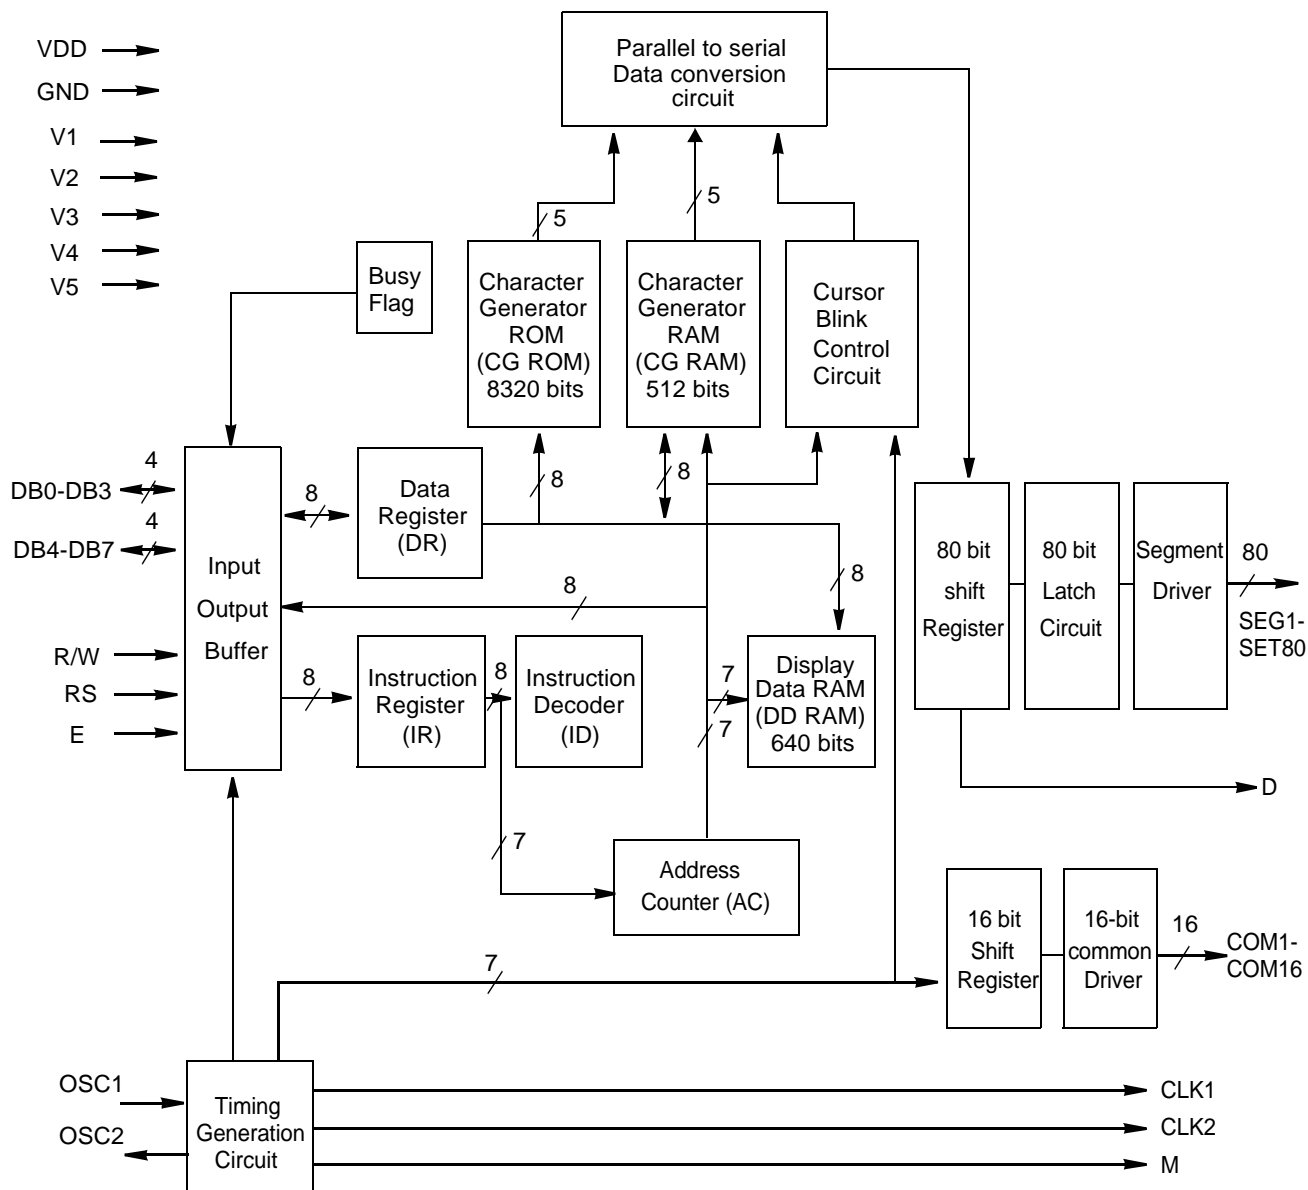 VDD
GND
V1
V2
V3
V4
V5
Parallel to serial
Data conversion
circuit
5
5
Busy
Flag
Character
Generator
ROM
(CG ROM)
8320 bits
Character
Generator
RAM
(CG RAM)
512 bits
Cursor
Blink
Control
Circuit
DB0-DB3
4
DB4-DB7
4
R/W
RS
E
Input
Output
Buffer
8
Data
Register
(DR)
8
8
8
8
8
Instruction
Register
(IR)
8
Instruction
Decoder
(ID)
7
7
Display
Data RAM
(DD RAM)
640 bits
80 bit
shift
Register
80 bit
Latch
Circuit
Segment
Driver
80
SEG1-
SET80
D
7
Address
Counter (AC)
7
16 bit
Shift
Register
16-bit
common
Driver
16
COM1-
COM16
OSC1
OSC2
Timing
Generation
Circuit
CLK1
CLK2
M